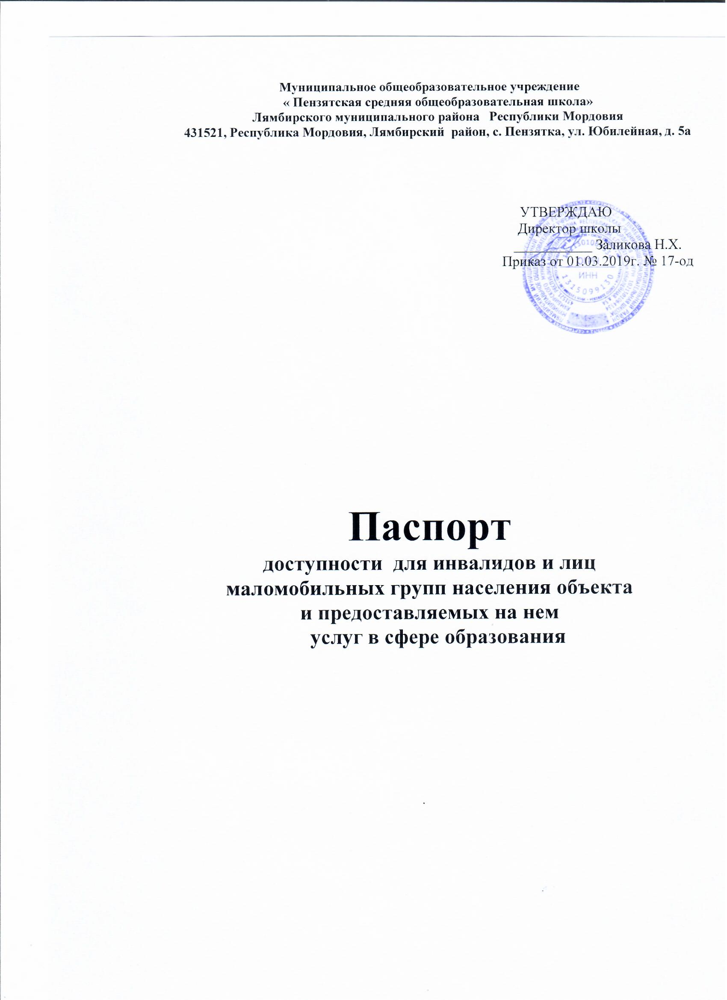 Муниципальное общеобразовательное учреждение
« Пензятская средняя общеобразовательная школа»
Лямбирского муниципального района Республики Мордовия
431521, Республика Мордовия, Лямбирский район, с. Пензятка, ул. Юбилейная, д. 5а
УТВЕРЖДАЮ
Директор школы
____________ Заликова Н.Х.
Приказ от 01.03.2019г. № 17-од
ИНН
1315099130
Паспорт
доступности для инвалидов и лиц
маломобильных групп населения объекта
и предоставляемых на нем
услуг в сфере образования